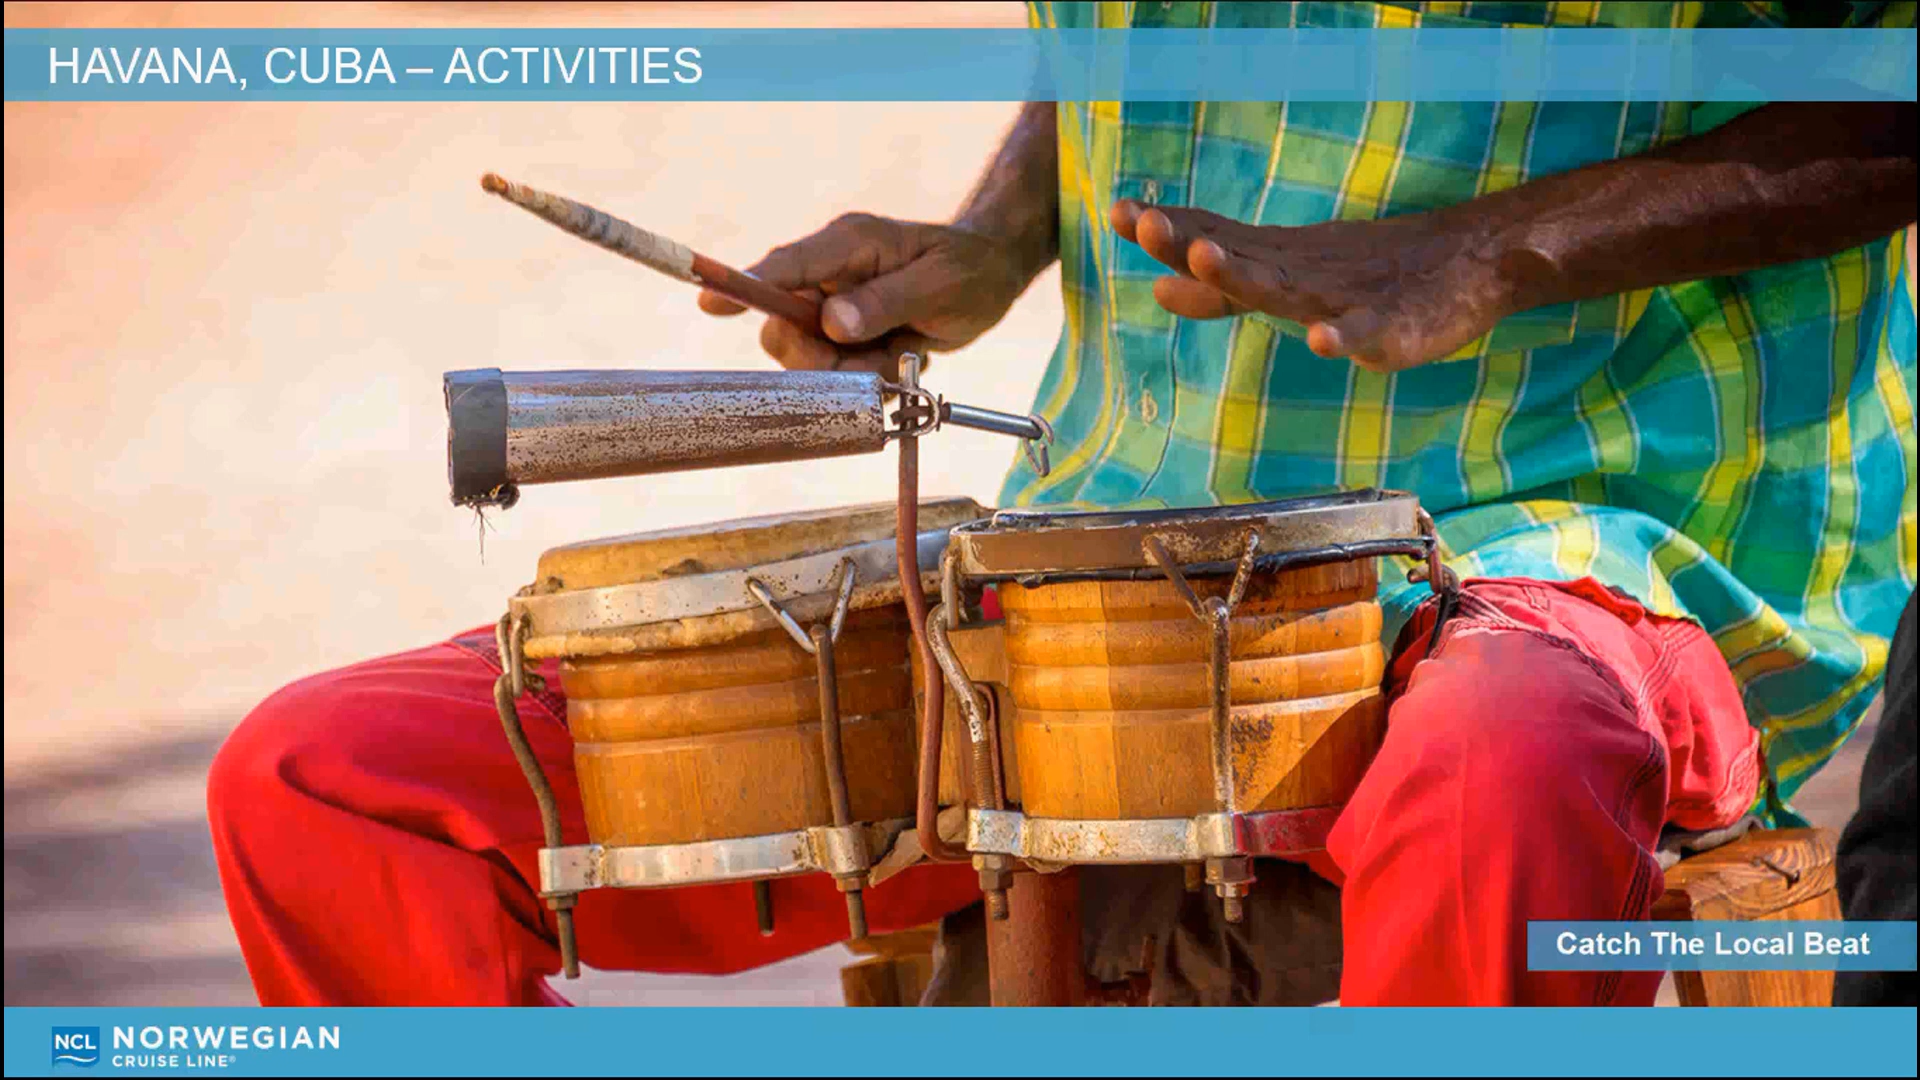 HAVANA, CUBA – ACTIVITIES
Catch The Local Beat
NCL NORWEGIAN
CRUISE LINE®